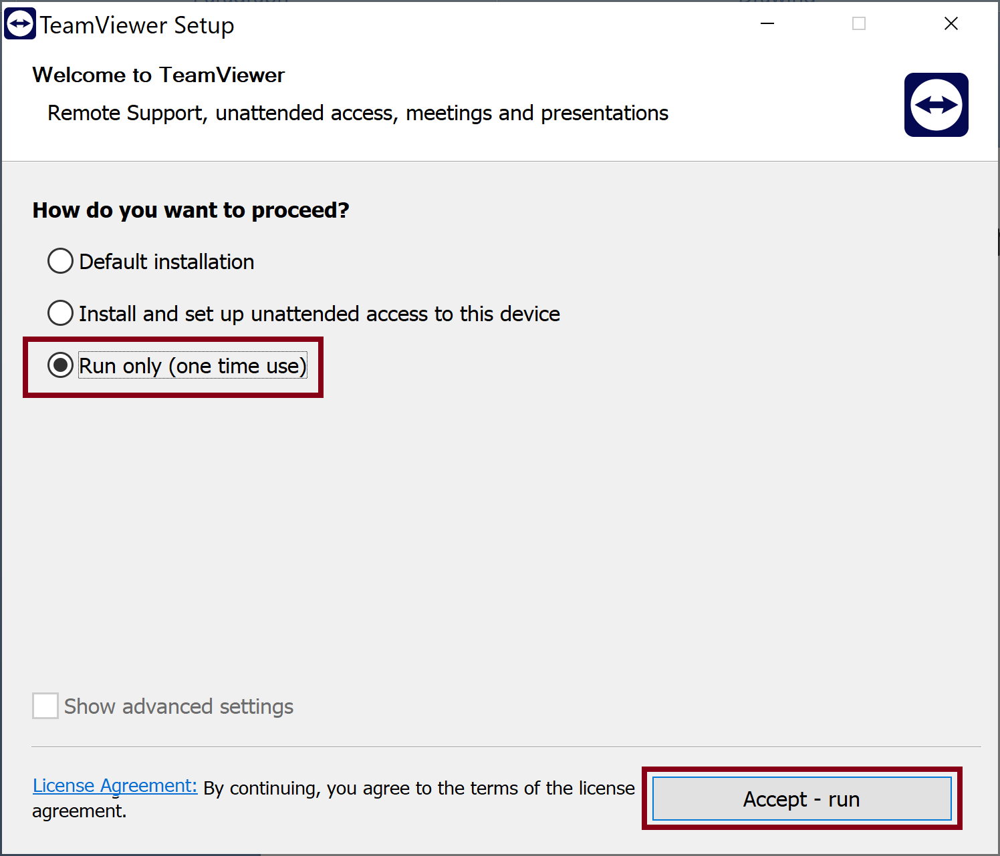 TeamViewer Setup
Welcome to TeamViewer
Remote Support, unattended access, meetings and presentations
How do you want to proceed?
Default installation
Install and set up unattended access to this device
Run only (one time use)
Show advanced settings
License Agreement: By continuing, you agree to the terms of the license
agreement.
Accept - run